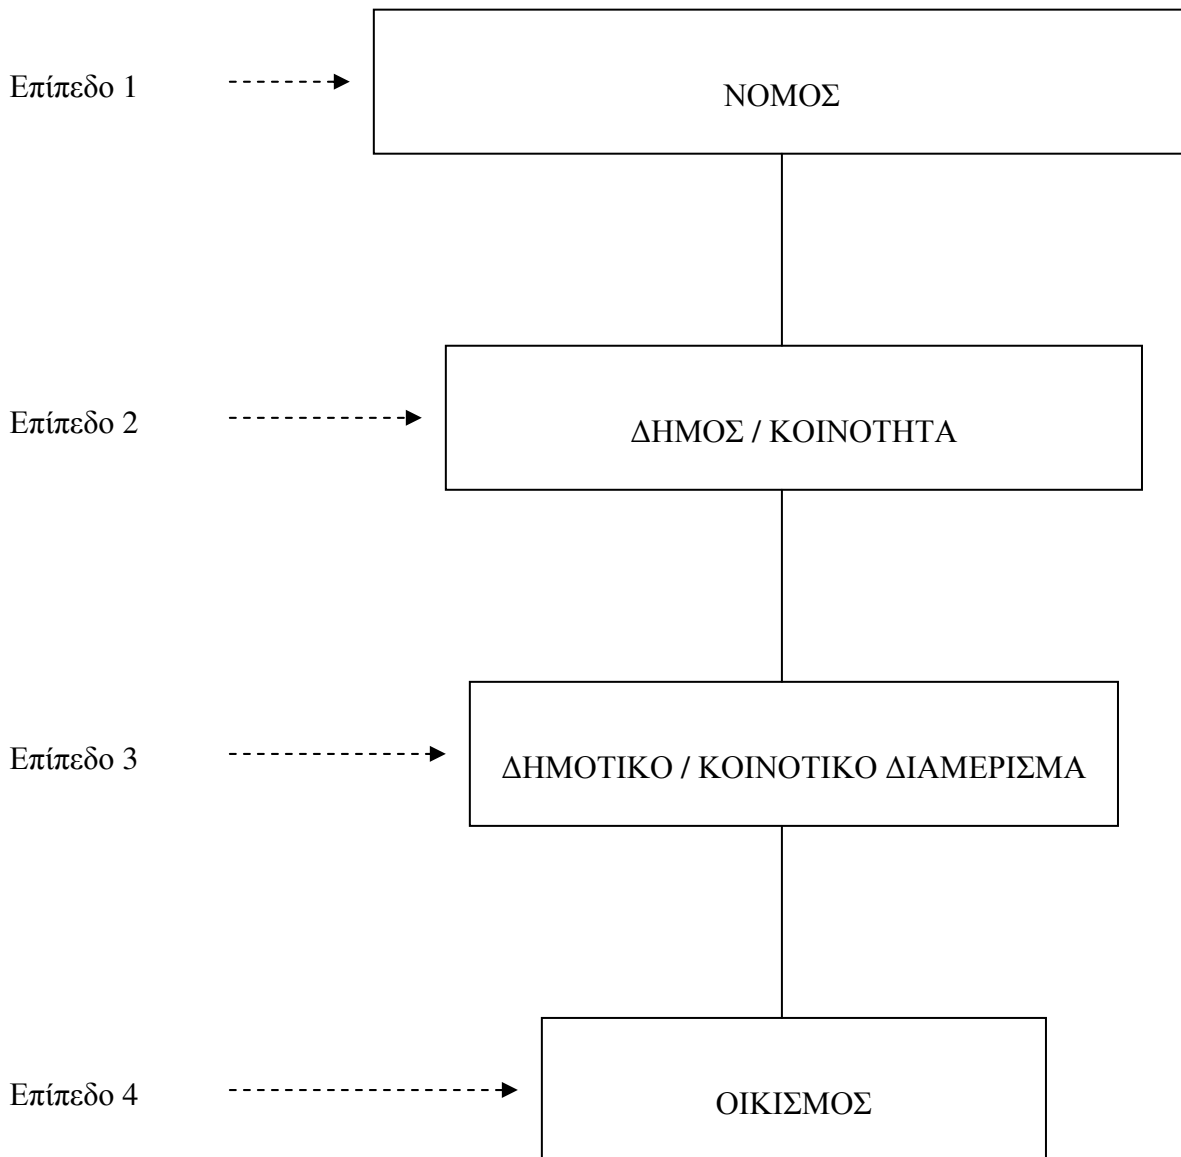 Επίπεδο 1
ΝΟΜΟΣ
Επίπεδο 2
ΔΗΜΟΣ / ΚΟΙΝΟΤΗΤΑ
Επίπεδο 3
ΔΗΜΟΤΙΚΟ / ΚΟΙΝΟΤΙΚΟ ΔΙΑΜΕΡΙΣΜΑ
Επίπεδο 4
ΟΙΚΙΣΜΟΣ